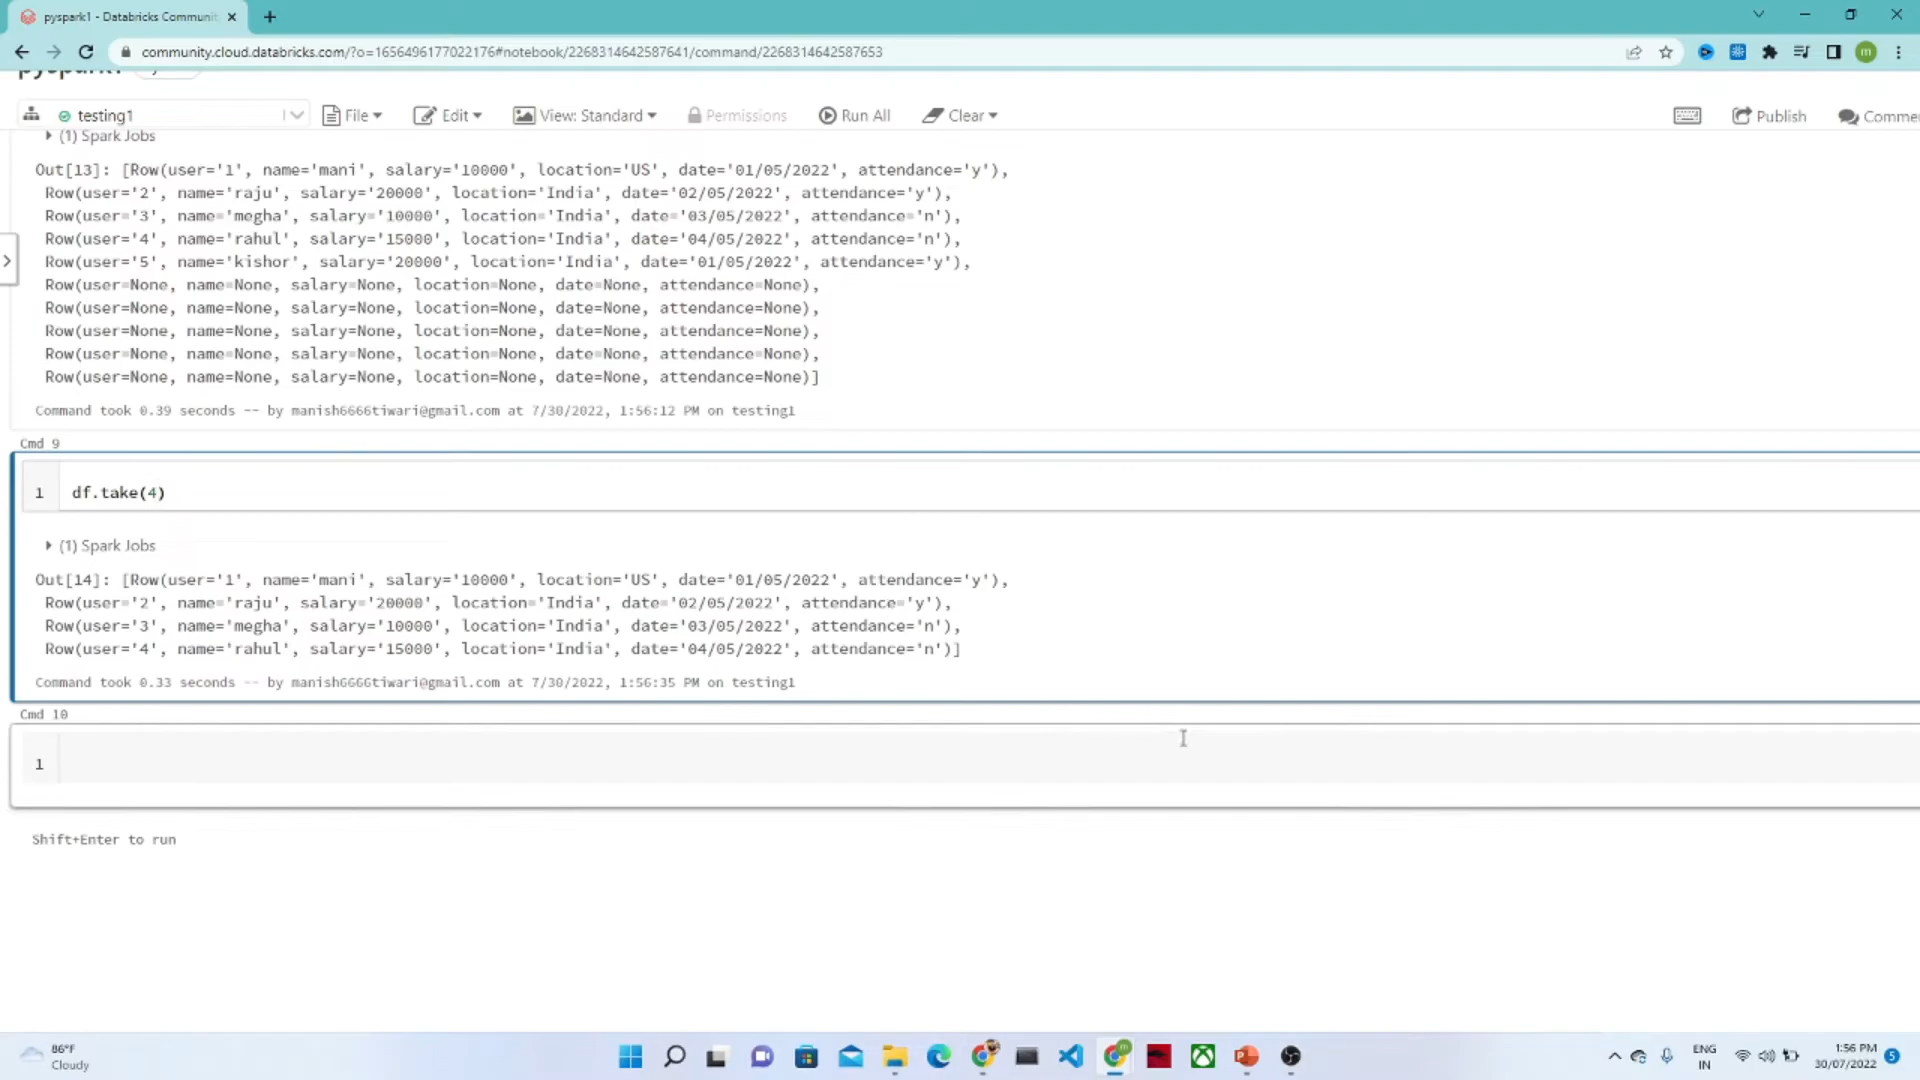 pyspark1 - Databricks Communit
community.cloud.databricks.com/?o=1656496177022176#notebook/2268314642587641/command/2268314642587653
m
pyspark1
testing1 File Edit View: Standard Permissions Run All Clear Publish Comme
(1) Spark Jobs
Out[13]: [Row(user='1', name='mani', salary='10000', location='US', date='01/05/2022', attendance='y'),
Row(user='2', name='raju', salary='20000', location='India', date='02/05/2022', attendance='y'),
Row(user='3', name='megha', salary='10000', location='India', date='03/05/2022', attendance='n'),
Row(user='4', name='rahul', salary='15000', location='India', date='04/05/2022', attendance='n'),
Row(user='5', name='kishor', salary='20000', location='India', date='01/05/2022', attendance='y'),
Row(user=None, name=None, salary=None, location=None, date=None, attendance=None),
Row(user=None, name=None, salary=None, location=None, date=None, attendance=None),
Row(user=None, name=None, salary=None, location=None, date=None, attendance=None),
Row(user=None, name=None, salary=None, location=None, date=None, attendance=None),
Row(user=None, name=None, salary=None, location=None, date=None, attendance=None)]
Command took 0.39 seconds -- by manish6666tiwari@gmail.com at 7/30/2022, 1:56:12 PM on testing1
Cmd 9
1 df.take(4)
(1) Spark Jobs
Out[14]: [Row(user='1', name='mani', salary='10000', location='US', date='01/05/2022', attendance='y'),
Row(user='2', name='raju', salary='20000', location='India', date='02/05/2022', attendance='y'),
Row(user='3', name='megha', salary='10000', location='India', date='03/05/2022', attendance='n'),
Row(user='4', name='rahul', salary='15000', location='India', date='04/05/2022', attendance='n')]
Command took 0.33 seconds -- by manish6666tiwari@gmail.com at 7/30/2022, 1:56:35 PM on testing1
Cmd 10
1
Shift+Enter to run
86°F
Cloudy
ENG
IN
1:56 PM
30/07/2022
5